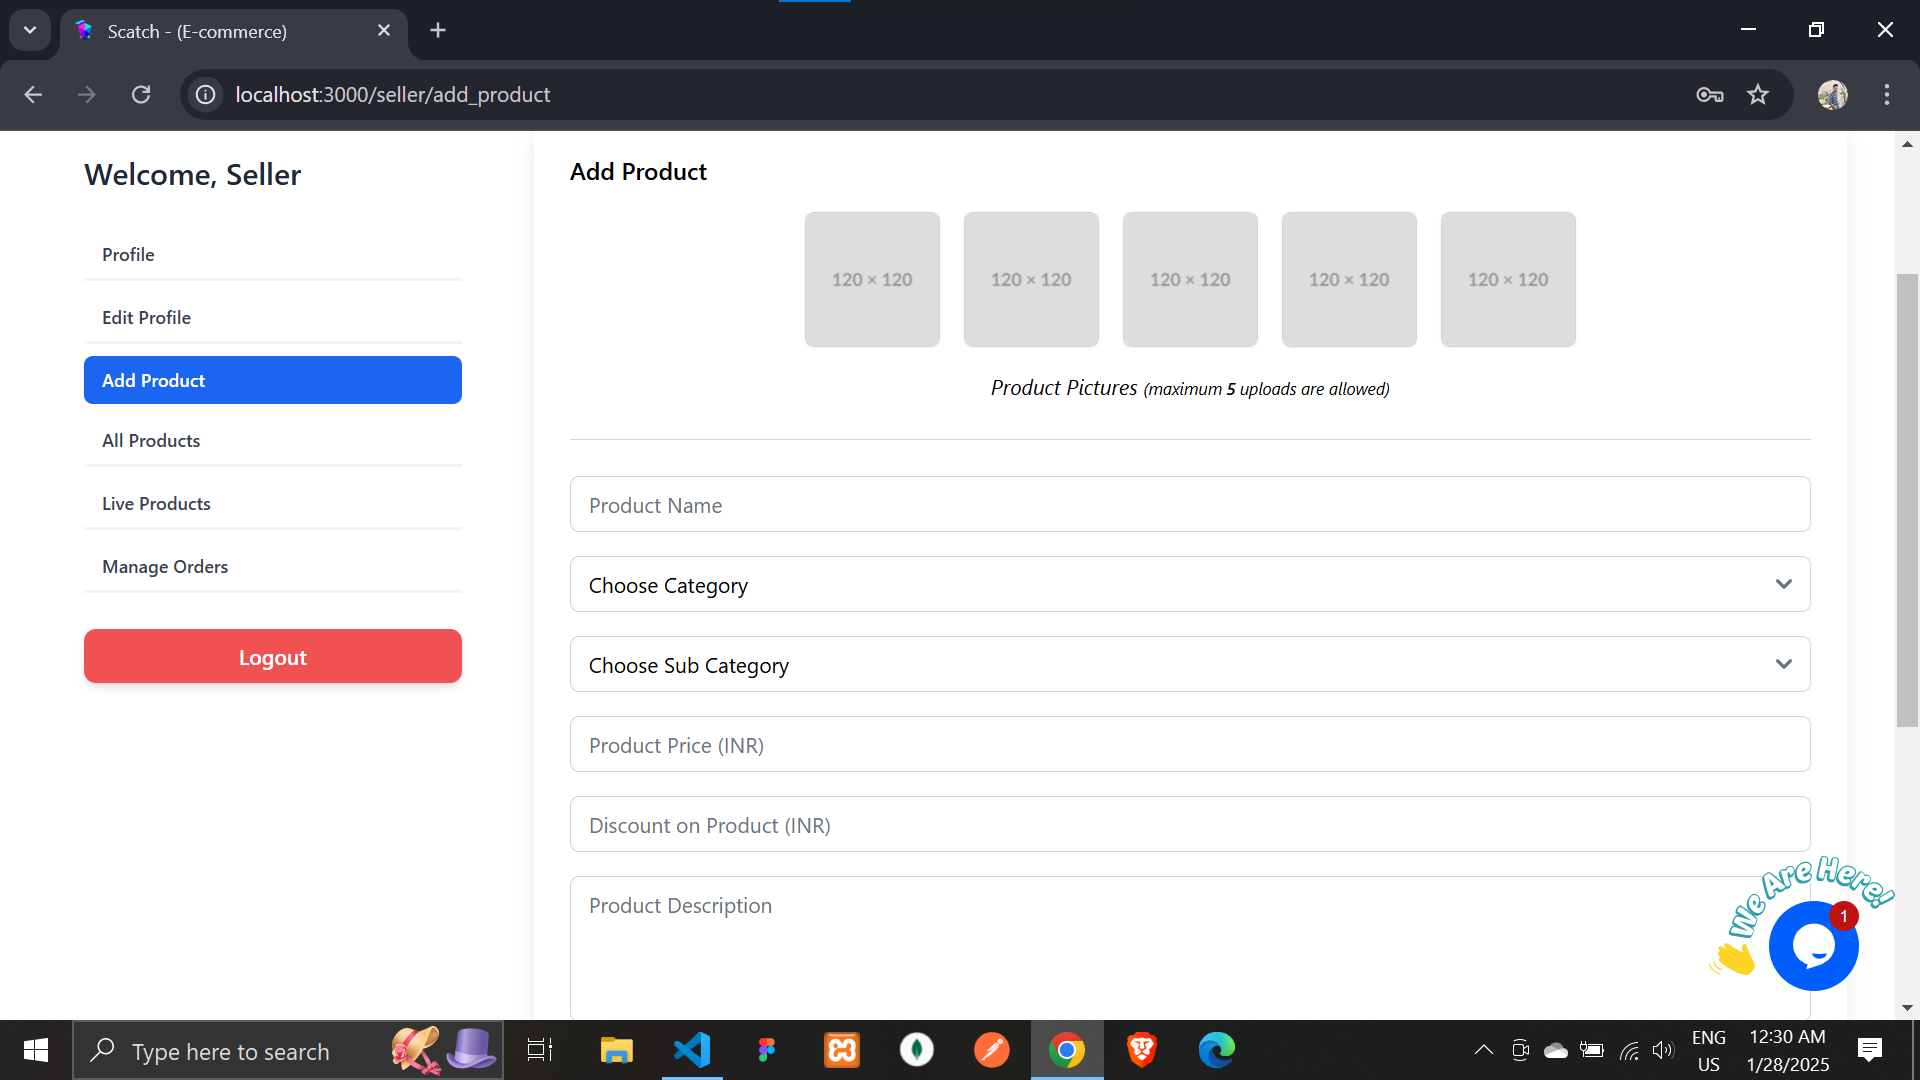 Scatch - (E-commerce)
localhost:3000/seller/add_product
Welcome, Seller
Profile
Edit Profile
Add Product
All Products
Live Products
Manage Orders
Logout
Add Product
120 × 120
120 × 120
120 × 120
120 × 120
120 × 120
Product Pictures (maximum 5 uploads are allowed)
Product Name
Choose Category
Choose Sub Category
Product Price (INR)
Discount on Product (INR)
Product Description
We Are Here!
1
Type here to search
ENG
US
12:30 AM
1/28/2025